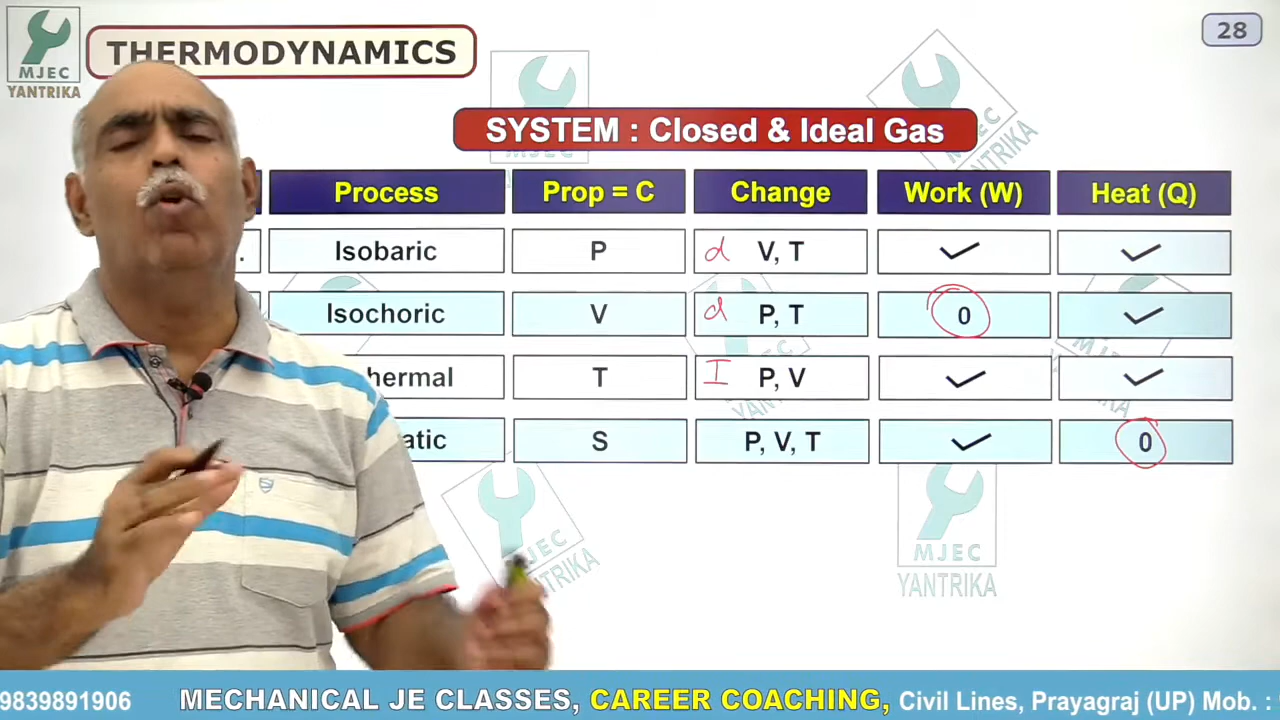 MJEC
YANTRIKA
THERMODYNAMICS
28
SYSTEM : Closed & Ideal Gas
Process Prop = C Change Work (W) Heat (Q)
. Isobaric P d V, T ✓ ✓
Isochoric V d P, T 0 ✓
hermal T I P, V ✓ ✓
atic S P, V, T ✓ 0
MJEC
YANTRIKA
9839891906 MECHANICAL JE CLASSES, CAREER COACHING, Civil Lines, Prayagraj (UP) Mob. :